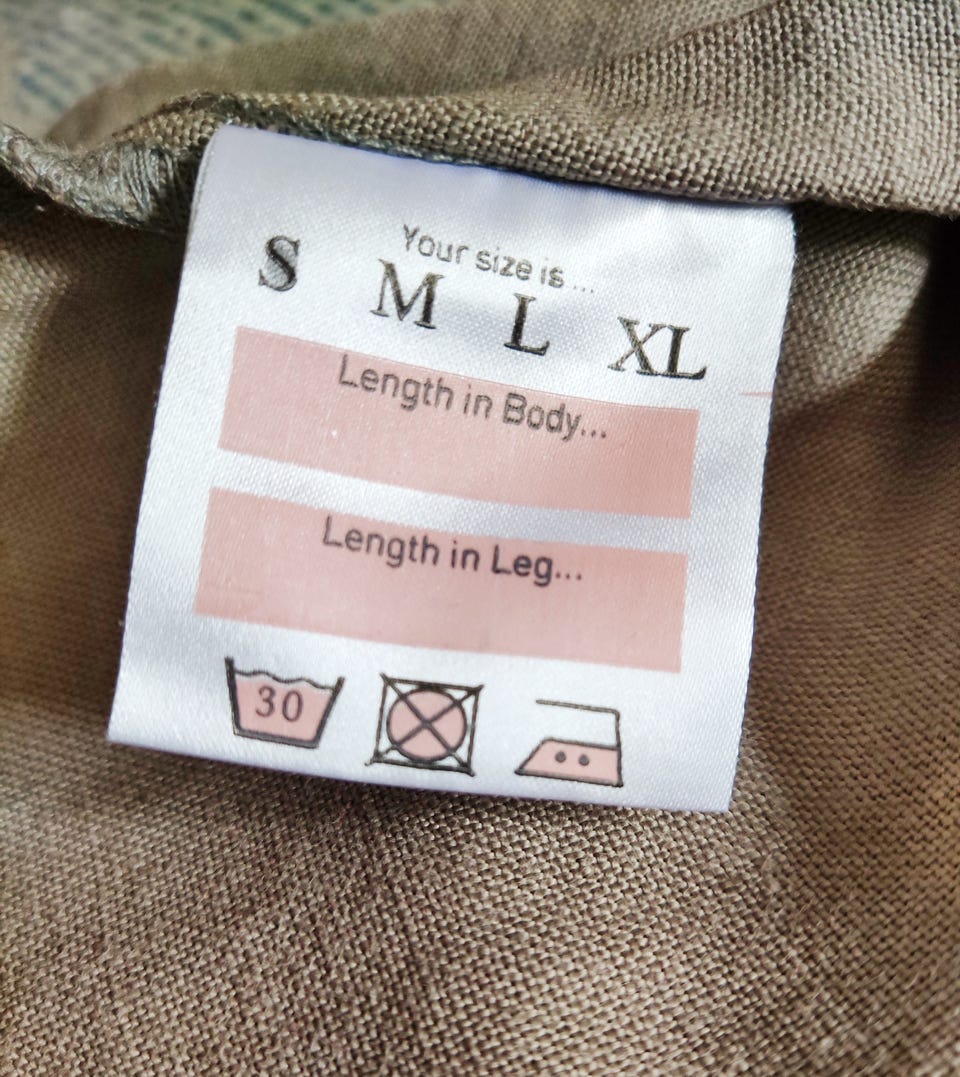 Your size is...
S M L XL
Length in Body...
Length in Leg...
30